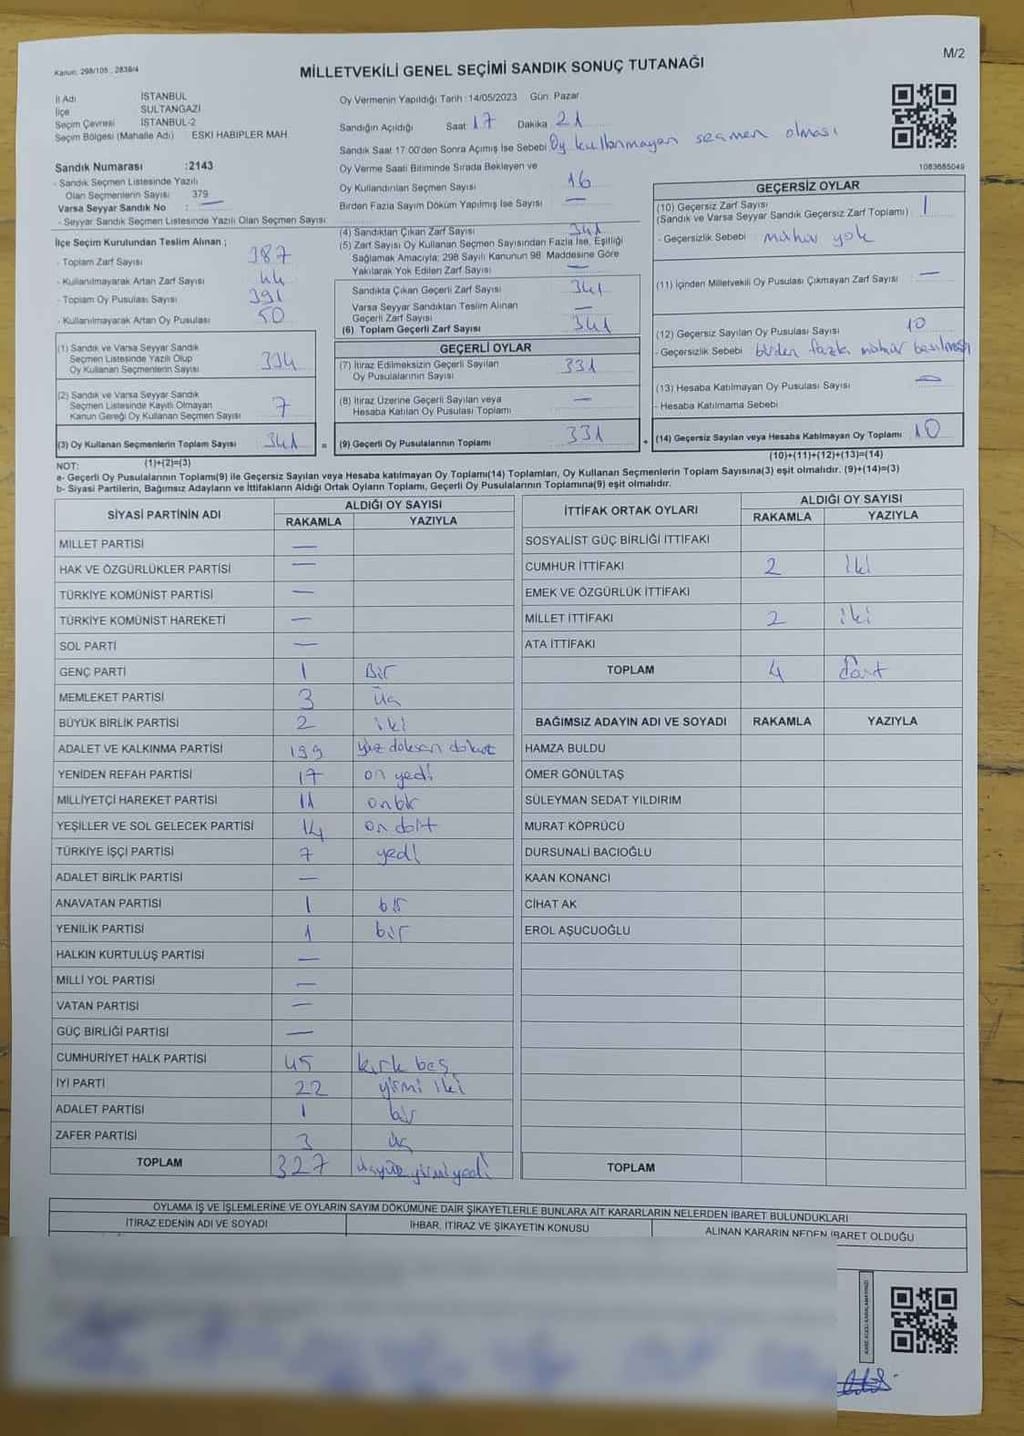 M/2
Kanun: 298/105 , 2839/4
MİLLETVEKİLİ GENEL SEÇİMİ SANDIK SONUÇ TUTANAĞI
İl Adı İSTANBUL
İlçe SULTANGAZİ
Seçim Çevresi İSTANBUL-2
Seçim Bölgesi (Mahalle Adı) ESKİ HABİPLER MAH.
Sandık Numarası :2143
- Sandık Seçmen Listesinde Yazılı
Olan Seçmenlerin Sayısı 379
Varsa Seyyar Sandık No : —
- Seyyar Sandık Seçmen Listesinde Yazılı Olan Seçmen Sayısı
Oy Vermenin Yapıldığı Tarih :14/05/2023 Gün: Pazar
Sandığın Açıldığı Saat 17 Dakika 21
Sandık Saat 17.00'den Sonra Açılmış İse Sebebi Oy kullanmayan seçmen olması
Oy Verme Saati Bitiminde Sırada Bekleyen ve
Oy Kullandırılan Seçmen Sayısı 16
Birden Fazla Sayım Döküm Yapılmış İse Sayısı —
1083685049
İlçe Seçim Kurulundan Teslim Alınan ;
- Toplam Zarf Sayısı 387
- Kullanılmayarak Artan Zarf Sayısı 44
- Toplam Oy Pusulası Sayısı 391
- Kullanılmayarak Artan Oy Pusulası 50
(1) Sandık ve Varsa Seyyar Sandık
Seçmen Listesinde Yazılı Olup
Oy Kullanan Seçmenlerin Sayısı 334
(2) Sandık ve Varsa Seyyar Sandık
Seçmen Listesinde Kayıtlı Olmayan
Kanun Gereği Oy Kullanan Seçmen Sayısı 7
(3) Oy Kullanan Seçmenlerin Toplam Sayısı 341
(1)+(2)=(3)
(4) Sandıktan Çıkan Zarf Sayısı 341
(5) Zarf Sayısı Oy Kullanan Seçmen Sayısından Fazla İse, Eşitliği
Sağlamak Amacıyla; 298 Sayılı Kanunun 98. Maddesine Göre
Yakılarak Yok Edilen Zarf Sayısı —
Sandıkta Çıkan Geçerli Zarf Sayısı 341
Varsa Seyyar Sandıktan Teslim Alınan
Geçerli Zarf Sayısı —
(6) Toplam Geçerli Zarf Sayısı 341
GEÇERLİ OYLAR
(7) İtiraz Edilmeksizin Geçerli Sayılan
Oy Pusulalarının Sayısı 331
(8) İtiraz Üzerine Geçerli Sayılan veya
Hesaba Katılan Oy Pusulası Toplamı —
= (9) Geçerli Oy Pusulalarının Toplamı 331
GEÇERSİZ OYLAR
(10) Geçersiz Zarf Sayısı
(Sandık ve Varsa Seyyar Sandık Geçersiz Zarf Toplamı) 1
- Geçersizlik Sebebi mühür yok
(11) İçinden Milletvekili Oy Pusulası Çıkmayan Zarf Sayısı —
(12) Geçersiz Sayılan Oy Pusulası Sayısı 10
- Geçersizlik Sebebi birden fazla mühür basılması
(13) Hesaba Katılmayan Oy Pusulası Sayısı —
- Hesaba Katılmama Sebebi
+ (14) Geçersiz Sayılan veya Hesaba Katılmayan Oy Toplamı 10
(10)+(11)+(12)+(13)=(14)
NOT:
a- Geçerli Oy Pusulalarının Toplamı(9) ile Geçersiz Sayılan veya Hesaba katılmayan Oy Toplamı(14) Toplamları, Oy Kullanan Seçmenlerin Toplam Sayısına(3) eşit olmalıdır. (9)+(14)=(3)
b- Siyasi Partilerin, Bağımsız Adayların ve İttifakların Aldığı Ortak Oyların Toplamı, Geçerli Oy Pusulalarının Toplamına(9) eşit olmalıdır.
SİYASİ PARTİNİN ADI ALDIĞI OY SAYISI
RAKAMLA YAZIYLA
MİLLET PARTİSİ —
HAK VE ÖZGÜRLÜKLER PARTİSİ —
TÜRKİYE KOMÜNİST PARTİSİ —
TÜRKİYE KOMÜNİST HAREKETİ —
SOL PARTİ —
GENÇ PARTİ 1 Bir
MEMLEKET PARTİSİ 3 Üç
BÜYÜK BİRLİK PARTİSİ 2 iki
ADALET VE KALKINMA PARTİSİ 199 yüz doksan dokuz
YENİDEN REFAH PARTİSİ 17 on yedi
MİLLİYETÇİ HAREKET PARTİSİ 11 onbir
YEŞİLLER VE SOL GELECEK PARTİSİ 14 on dört
TÜRKİYE İŞÇİ PARTİSİ 7 yedi
ADALET BİRLİK PARTİSİ —
ANAVATAN PARTİSİ 1 bir
YENİLİK PARTİSİ 1 bir
HALKIN KURTULUŞ PARTİSİ —
MİLLİ YOL PARTİSİ —
VATAN PARTİSİ —
GÜÇ BİRLİĞİ PARTİSİ —
CUMHURİYET HALK PARTİSİ 45 kırk beş
İYİ PARTİ 22 yirmi iki
ADALET PARTİSİ 1 bir
ZAFER PARTİSİ 3 üç
TOPLAM 327 üçyüz yirmi yedi
İTTİFAK ORTAK OYLARI ALDIĞI OY SAYISI
RAKAMLA YAZIYLA
SOSYALİST GÜÇ BİRLİĞİ İTTİFAKI
CUMHUR İTTİFAKI 2 iki
EMEK VE ÖZGÜRLÜK İTTİFAKI
MİLLET İTTİFAKI 2 iki
ATA İTTİFAKI
TOPLAM 4 dört
BAĞIMSIZ ADAYIN ADI VE SOYADI RAKAMLA YAZIYLA
HAMZA BULDU
ÖMER GÖNÜLTAŞ
SÜLEYMAN SEDAT YILDIRIM
MURAT KÖPRÜCÜ
DURSUNALİ BACIOĞLU
KAAN KONANCI
CİHAT AK
EROL AŞUCUOĞLU
TOPLAM
OYLAMA İŞ VE İŞLEMLERİNE VE OYLARIN SAYIM DÖKÜMÜNE DAİR ŞİKAYETLERLE BUNLARA AİT KARARLARIN NELERDEN İBARET BULUNDUKLARI
İTİRAZ EDENİN ADI VE SOYADI İHBAR, İTİRAZ VE ŞİKAYETİN KONUSU ALINAN KARARIN NEDEN İBARET OLDUĞU